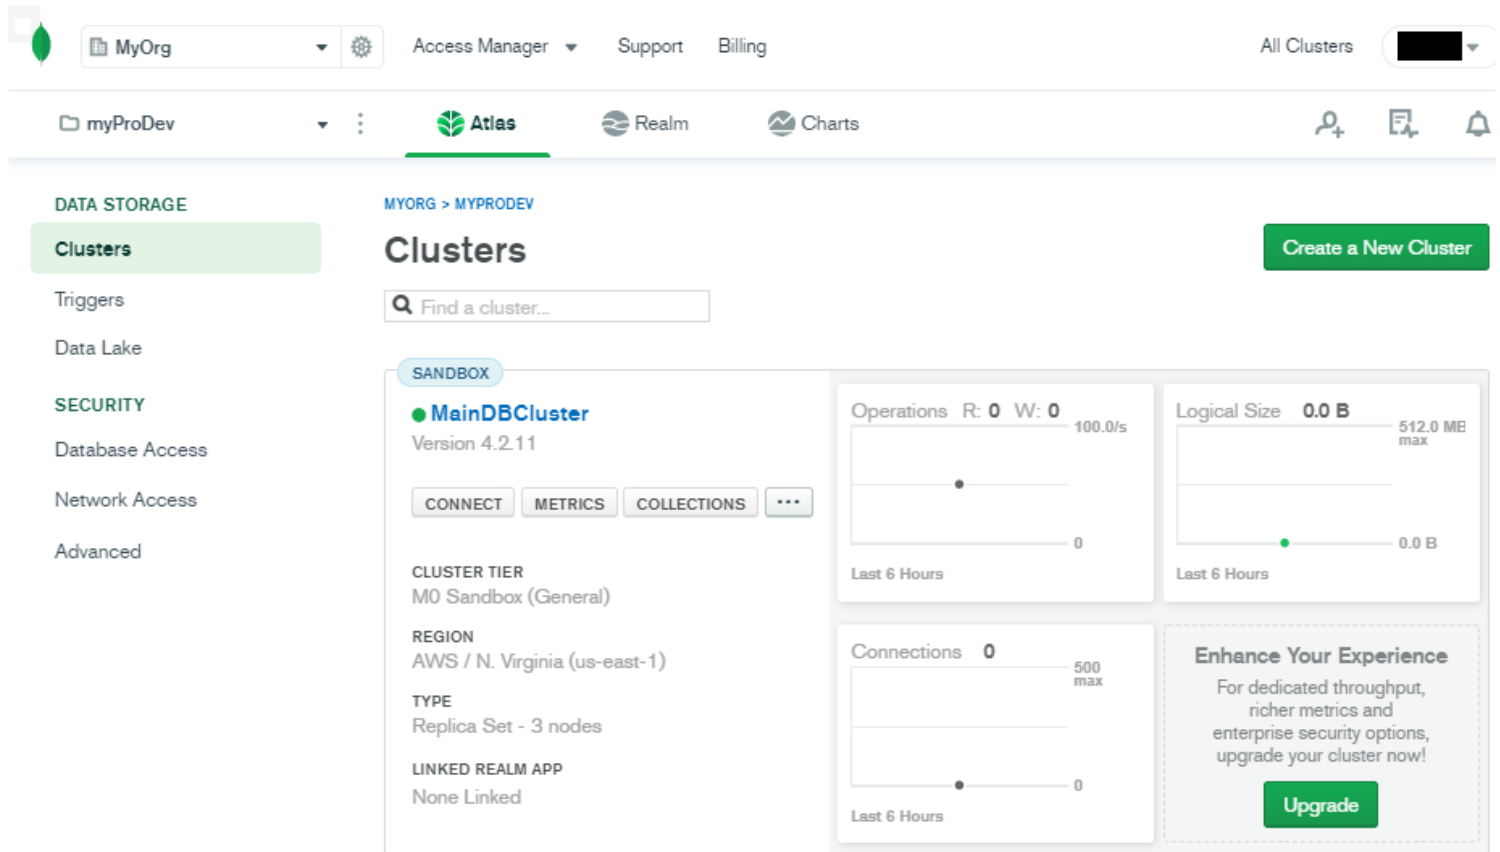 MyOrg
Access Manager
Support
Billing
All Clusters
myProDev
Atlas
Realm
Charts
DATA STORAGE
Clusters
Triggers
Data Lake
SECURITY
Database Access
Network Access
Advanced
MYORG > MYPRODEV
Clusters
Create a New Cluster
Find a cluster...
SANDBOX
MainDBCluster
Version 4.2.11
CONNECT
METRICS
COLLECTIONS
...
CLUSTER TIER
M0 Sandbox (General)
REGION
AWS / N. Virginia (us-east-1)
TYPE
Replica Set - 3 nodes
LINKED REALM APP
None Linked
Operations R: 0 W: 0
100.0/s
0
Last 6 Hours
Logical Size 0.0 B
512.0 MB
max
0.0 B
Last 6 Hours
Connections 0
500
max
0
Last 6 Hours
Enhance Your Experience
For dedicated throughput,
richer metrics and
enterprise security options,
upgrade your cluster now!
Upgrade